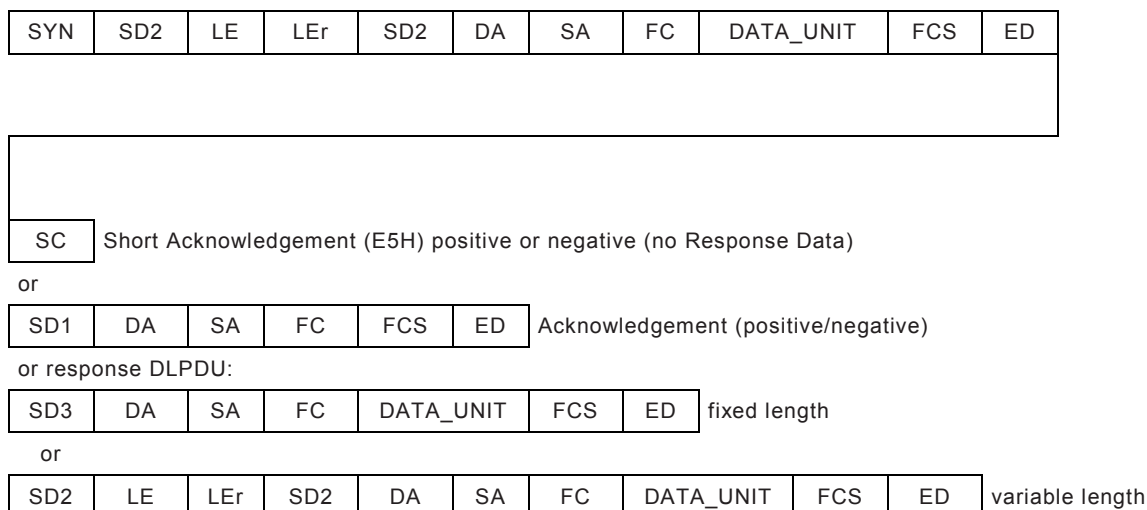 SYN SD2 LE LEr SD2 DA SA FC DATA_UNIT FCS ED
SC Short Acknowledgement (E5H) positive or negative (no Response Data)
or
SD1 DA SA FC FCS ED Acknowledgement (positive/negative)
or response DLPDU:
SD3 DA SA FC DATA_UNIT FCS ED fixed length
or
SD2 LE LEr SD2 DA SA FC DATA_UNIT FCS ED variable length